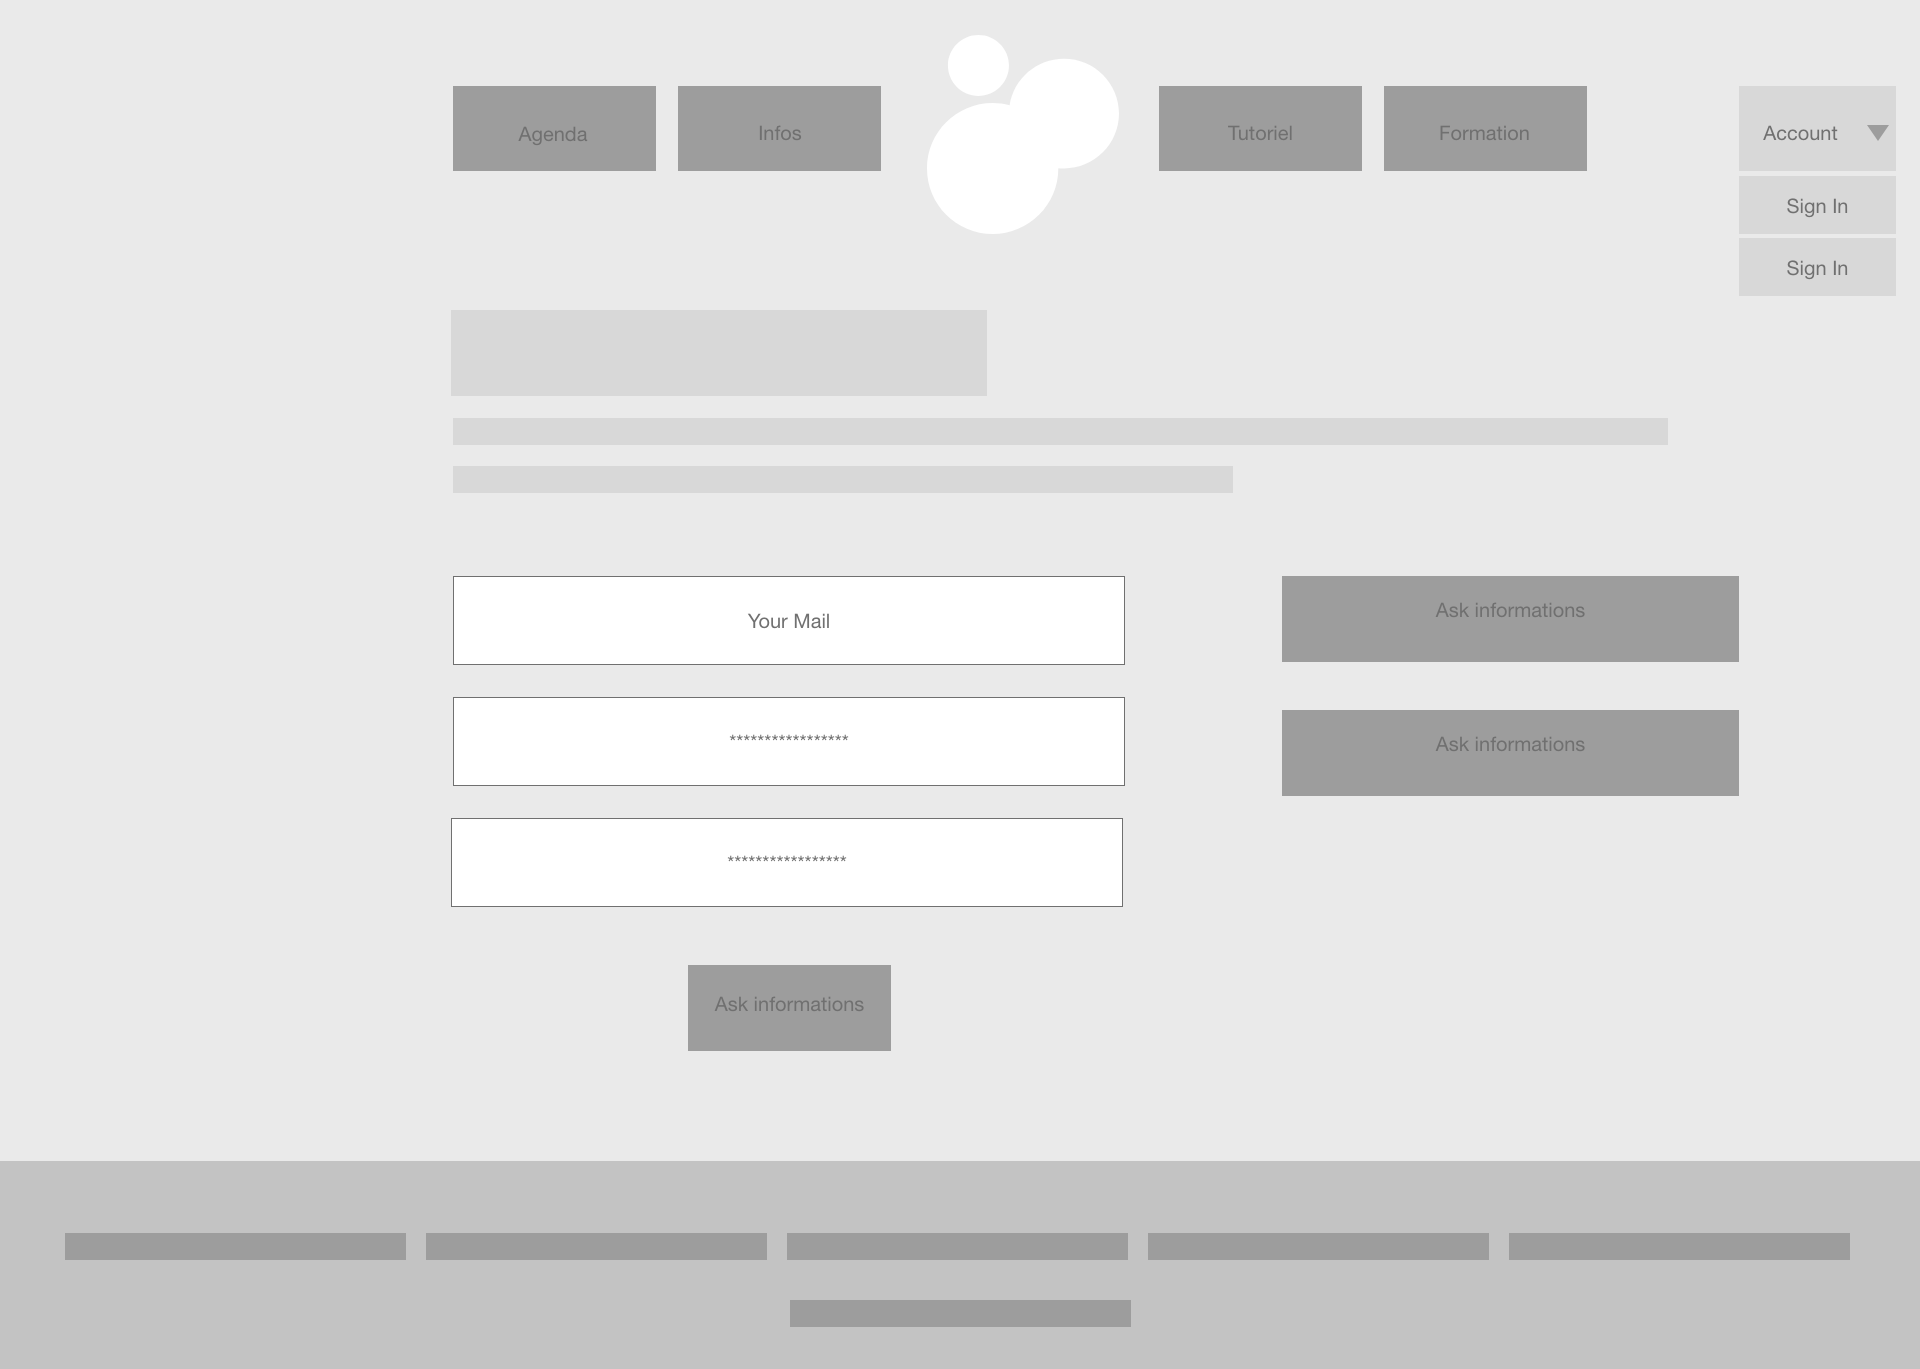 Agenda
Infos
Tutoriel
Formation
Account
Sign In
Sign In
Your Mail
*****************
*****************
Ask informations
Ask informations
Ask informations